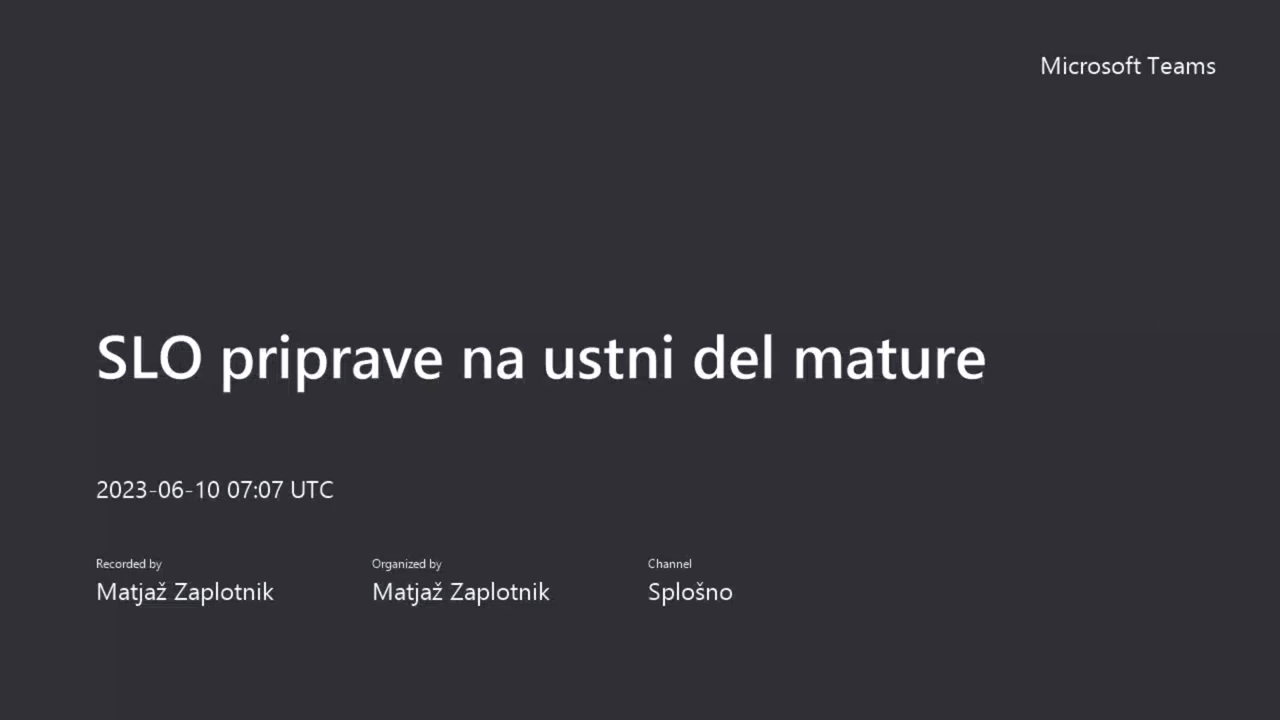 Microsoft Teams
SLO priprave na ustni del mature
2023-06-10 07:07 UTC
Recorded by
Matjaž Zaplotnik
Organized by
Matjaž Zaplotnik
Channel
Splošno